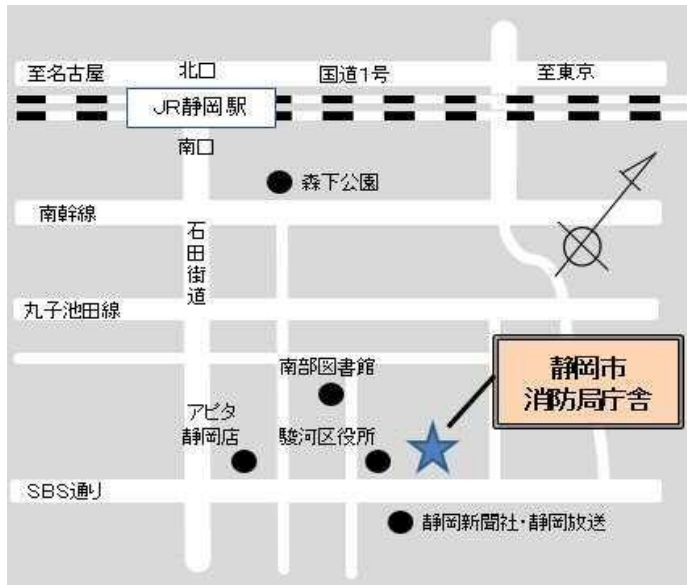 北口
至名古屋
国道1号
至東京
JR静岡駅
南口
森下公園
南幹線
石田街道
丸子池田線
静岡市
消防局庁舎
南部図書館
アピタ
静岡店
駿河区役所
SBS通り
静岡新聞社・静岡放送